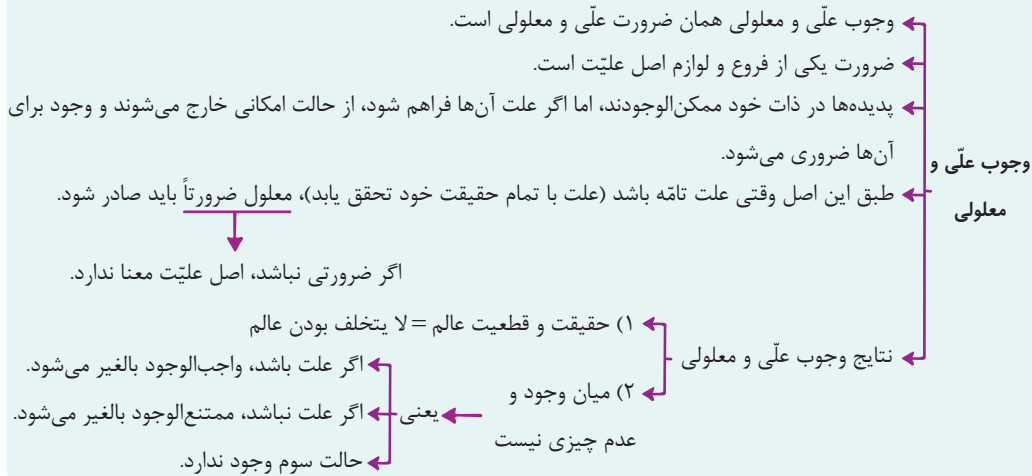 وجوب علّی و معلولی همان ضرورت علّی و معلولی است.
ضرورت یکی از فروع و لوازم اصل علیّت است.
پدیده‌ها در ذات خود ممکن‌الوجودند، اما اگر علت آن‌ها فراهم شود، از حالت امکانی خارج می‌شوند و وجود برای
آن‌ها ضروری می‌شود.
وجوب علّی و
معلولی
طبق این اصل وقتی علت تامّه باشد (علت با تمام حقیقت خود تحقق یابد)، معلول ضرورتاً باید صادر شود.
اگر ضرورتی نباشد، اصل علیّت معنا ندارد.
نتایج وجوب علّی و معلولی
۱) حقیقت و قطعیت عالم = لا یتخلف بودن عالم
۲) میان وجود و
عدم چیزی نیست
یعنی
اگر علت باشد، واجب‌الوجود بالغیر می‌شود.
اگر علت نباشد، ممتنع‌الوجود بالغیر می‌شود.
حالت سوم وجود ندارد.